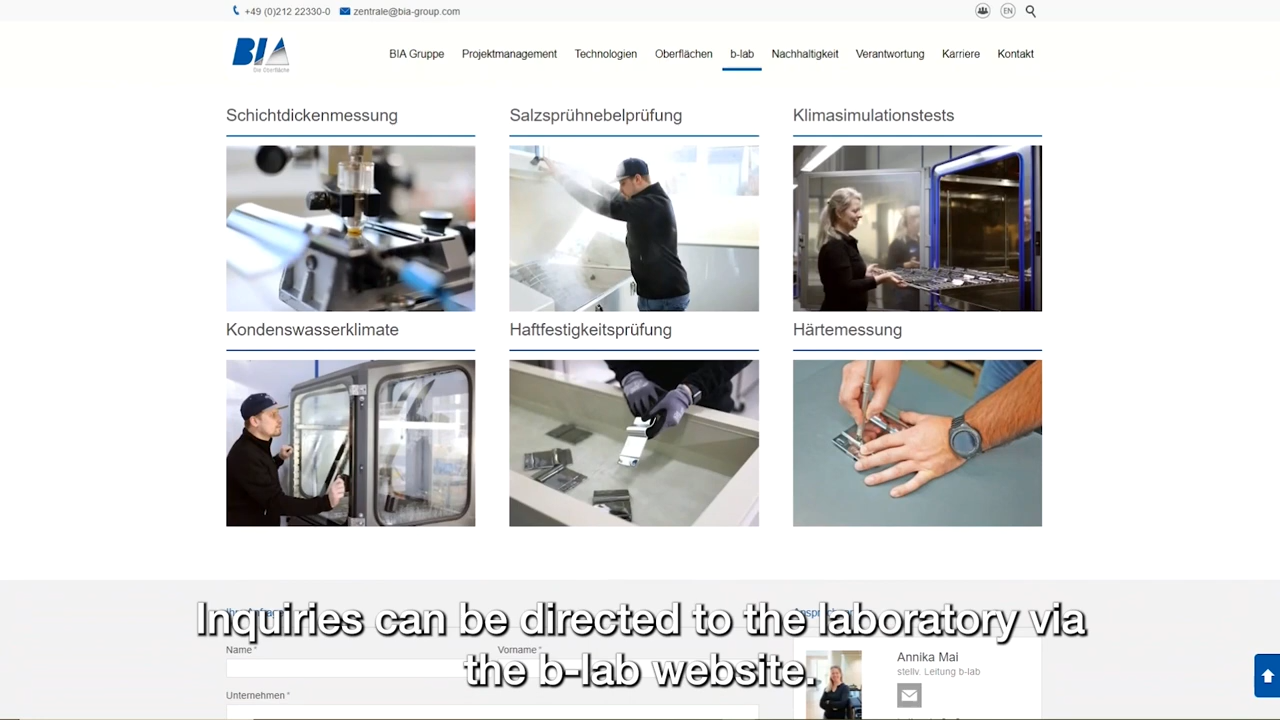 +49 (0)212 22330-0 zentrale@bia-group.com EN
BIA
Die Oberfläche
BIA Gruppe Projektmanagement Technologien Oberflächen b-lab Nachhaltigkeit Verantwortung Karriere Kontakt
Schichtdickenmessung Salzsprühnebelprüfung Klimasimulationstests
Kondenswasserklimate Haftfestigkeitsprüfung Härtemessung
Inquiries can be directed to the laboratory via
the b-lab website.
Name* Vorname*
Annika Mai
stellv. Leitung b-lab
Unternehmen*